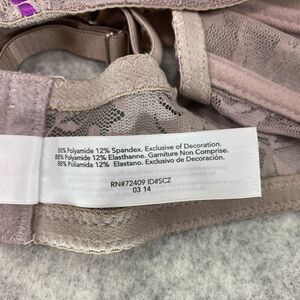 88% Polyamide 12% Spandex. Exclusive of Decoration.
88% Polyamide 12% Elasthanne. Garniture Non Comprise.
88% Poliamida 12% Elastano. Exclusivo de Decoración.
RN#72409 ID#SCZ
03 14